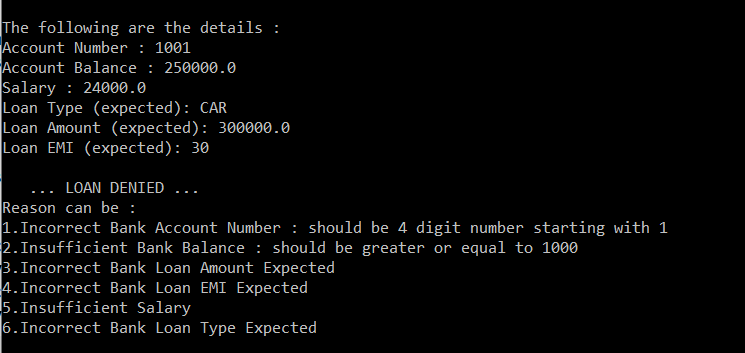 The following are the details :
Account Number : 1001
Account Balance : 250000.0
Salary : 24000.0
Loan Type (expected): CAR
Loan Amount (expected): 300000.0
Loan EMI (expected): 30
... LOAN DENIED ...
Reason can be :
1.Incorrect Bank Account Number : should be 4 digit number starting with 1
2.Insufficient Bank Balance : should be greater or equal to 1000
3.Incorrect Bank Loan Amount Expected
4.Incorrect Bank Loan EMI Expected
5.Insufficient Salary
6.Incorrect Bank Loan Type Expected